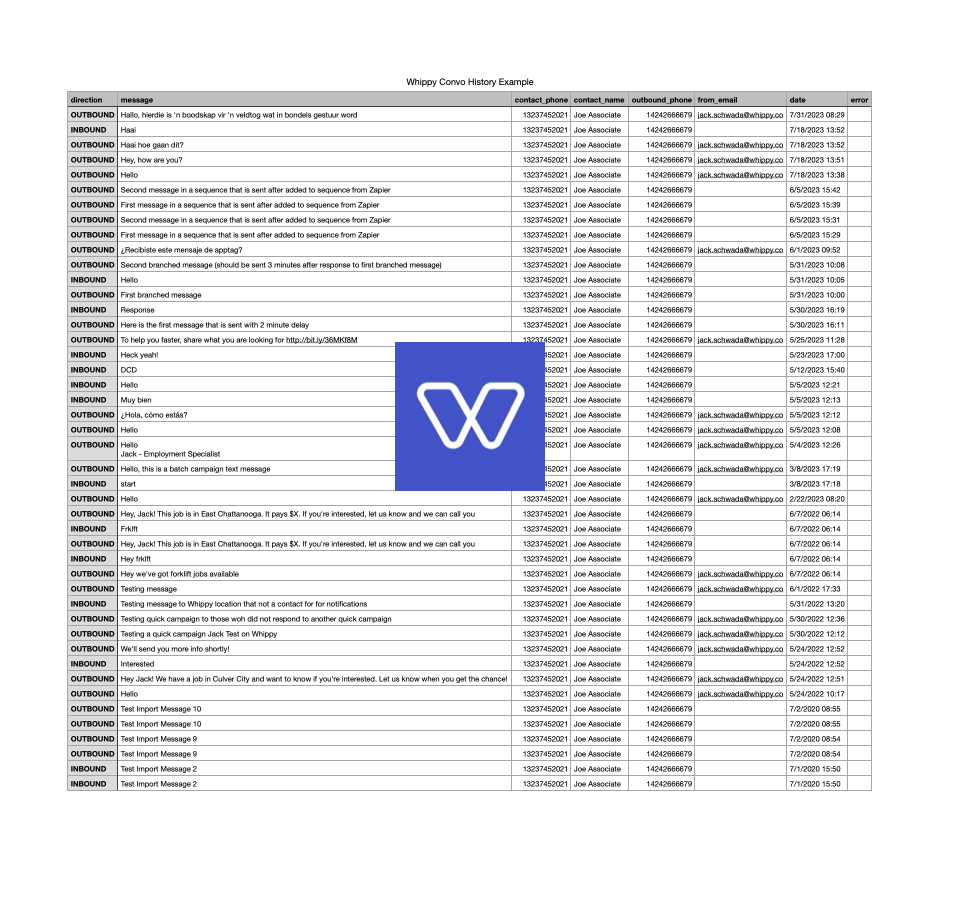 Whippy Convo History Example
direction message contact_phone contact_name outbound_phone from_email date error
OUTBOUND Hallo, hierdie is 'n boodskap vir 'n veldtog wat in bondels gestuur word 13237452021 Joe Associate 14242666679 jack.schwada@whippy.co 7/31/2023 08:29
INBOUND Haai 13237452021 Joe Associate 14242666679 7/18/2023 13:52
OUTBOUND Haai hoe gaan dit? 13237452021 Joe Associate 14242666679 jack.schwada@whippy.co 7/18/2023 13:52
OUTBOUND Hey, how are you? 13237452021 Joe Associate 14242666679 jack.schwada@whippy.co 7/18/2023 13:51
OUTBOUND Hello 13237452021 Joe Associate 14242666679 jack.schwada@whippy.co 7/18/2023 13:38
OUTBOUND Second message in a sequence that is sent after added to sequence from Zapier 13237452021 Joe Associate 14242666679 6/5/2023 15:42
OUTBOUND First message in a sequence that is sent after added to sequence from Zapier 13237452021 Joe Associate 14242666679 6/5/2023 15:39
OUTBOUND Second message in a sequence that is sent after added to sequence from Zapier 13237452021 Joe Associate 14242666679 6/5/2023 15:31
OUTBOUND First message in a sequence that is sent after added to sequence from Zapier 13237452021 Joe Associate 14242666679 6/5/2023 15:29
OUTBOUND ¿Recibiste este mensaje de apptag? 13237452021 Joe Associate 14242666679 jack.schwada@whippy.co 6/1/2023 09:52
OUTBOUND Second branched message (should be sent 3 minutes after response to first branched message) 13237452021 Joe Associate 14242666679 5/31/2023 10:08
INBOUND Hello 13237452021 Joe Associate 14242666679 5/31/2023 10:05
OUTBOUND First branched message 13237452021 Joe Associate 14242666679 5/31/2023 10:00
INBOUND Response 13237452021 Joe Associate 14242666679 5/30/2023 16:19
OUTBOUND Here is the first message that is sent with 2 minute delay 13237452021 Joe Associate 14242666679 5/30/2023 16:11
OUTBOUND To help you faster, share what you are looking for http://bit.ly/36MKf8M 13237452021 Joe Associate 14242666679 jack.schwada@whippy.co 5/25/2023 11:28
INBOUND Heck yeah! 452021 Joe Associate 14242666679 5/23/2023 17:00
INBOUND DCD 452021 Joe Associate 14242666679 5/12/2023 15:40
INBOUND Hello 452021 Joe Associate 14242666679 5/5/2023 12:21
INBOUND Muy bien 452021 Joe Associate 14242666679 5/5/2023 12:13
OUTBOUND ¿Hola, cómo estás? 452021 Joe Associate 14242666679 jack.schwada@whippy.co 5/5/2023 12:12
OUTBOUND Hello 452021 Joe Associate 14242666679 jack.schwada@whippy.co 5/5/2023 12:08
OUTBOUND Hello 452021 Joe Associate 14242666679 jack.schwada@whippy.co 5/4/2023 12:26
Jack - Employment Specialist
OUTBOUND Hello, this is a batch campaign text message 452021 Joe Associate 14242666679 jack.schwada@whippy.co 3/8/2023 17:19
INBOUND start 452021 Joe Associate 14242666679 3/8/2023 17:18
OUTBOUND Hello 13237452021 Joe Associate 14242666679 jack.schwada@whippy.co 2/22/2023 08:20
OUTBOUND Hey, Jack! This job is in East Chattanooga. It pays $X. If you're interested, let us know and we can call you 13237452021 Joe Associate 14242666679 6/7/2022 06:14
INBOUND Frklft 13237452021 Joe Associate 14242666679 6/7/2022 06:14
OUTBOUND Hey, Jack! This job is in East Chattanooga. It pays $X. If you're interested, let us know and we can call you 13237452021 Joe Associate 14242666679 6/7/2022 06:14
INBOUND Hey frklft 13237452021 Joe Associate 14242666679 6/7/2022 06:14
OUTBOUND Hey we've got forklift jobs available 13237452021 Joe Associate 14242666679 jack.schwada@whippy.co 6/7/2022 06:14
OUTBOUND Testing message 13237452021 Joe Associate 14242666679 jack.schwada@whippy.co 6/1/2022 17:33
INBOUND Testing message to Whippy location that not a contact for for notifications 13237452021 Joe Associate 14242666679 5/31/2022 13:20
OUTBOUND Testing quick campaign to those woh did not respond to another quick campaign 13237452021 Joe Associate 14242666679 jack.schwada@whippy.co 5/30/2022 12:36
OUTBOUND Testing a quick campaign Jack Test on Whippy 13237452021 Joe Associate 14242666679 jack.schwada@whippy.co 5/30/2022 12:12
OUTBOUND We'll send you more info shortly! 13237452021 Joe Associate 14242666679 jack.schwada@whippy.co 5/24/2022 12:52
INBOUND Interested 13237452021 Joe Associate 14242666679 5/24/2022 12:52
OUTBOUND Hey Jack! We have a job in Culver City and want to know if you're interested. Let us know when you get the chance! 13237452021 Joe Associate 14242666679 jack.schwada@whippy.co 5/24/2022 12:51
OUTBOUND Hello 13237452021 Joe Associate 14242666679 jack.schwada@whippy.co 5/24/2022 10:17
OUTBOUND Test Import Message 10 13237452021 Joe Associate 14242666679 7/2/2020 08:55
OUTBOUND Test Import Message 10 13237452021 Joe Associate 14242666679 7/2/2020 08:55
OUTBOUND Test Import Message 9 13237452021 Joe Associate 14242666679 7/2/2020 08:54
OUTBOUND Test Import Message 9 13237452021 Joe Associate 14242666679 7/2/2020 08:54
INBOUND Test Import Message 2 13237452021 Joe Associate 14242666679 7/1/2020 15:50
INBOUND Test Import Message 2 13237452021 Joe Associate 14242666679 7/1/2020 15:50